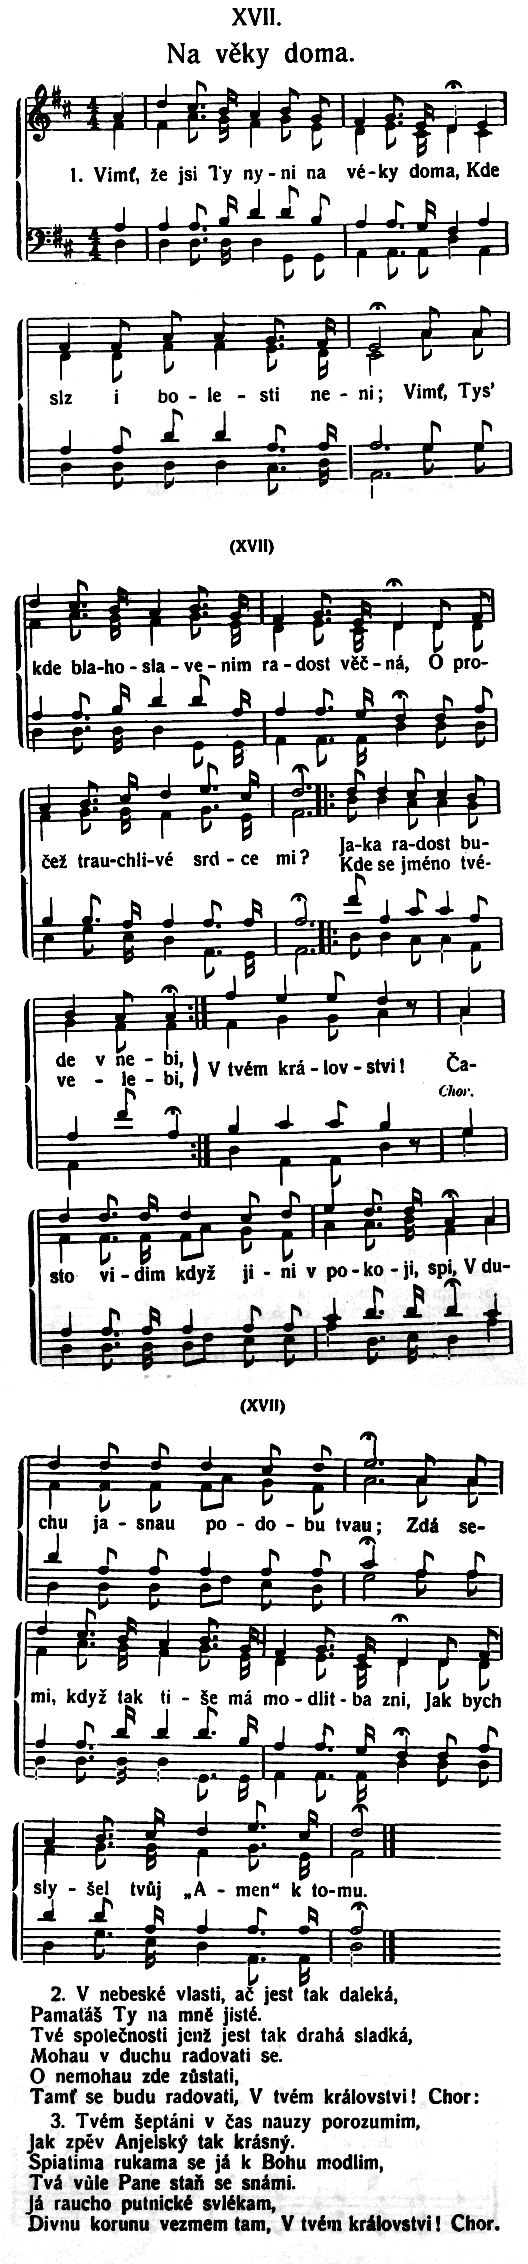 XVII.
Na věky doma.
1. Vimť, že jsi Ty ny - ni na vé - ky doma, Kde
slz i bo - le - sti ne - ni; Vimť, Tys'
(XVII)
kde bla - ho - sla - ve - nim ra - dost věč - ná, O pro-
čež trau - chli - vé srd - ce mi? Ja - ka ra - dost bu-
Kde se jméno tvé-
de v ne - bi,
ve - le - bi, } V tvém krá - lov - stvi! Ča-
Chor.
sto vi - dim když ji - ni v po - ko - ji, spi, V du-
(XVII)
chu ja - snau po - do - bu tvau; Zdá se-
mi, když tak ti - še má mo - dlit - ba zni, Jak bych
sly - šel tvůj „A - men“ k to - mu.
2. V nebeské vlasti, ač jest tak daleká,
Pamatáš Ty na mně jisté.
Tvé společnosti jenž jest tak drahá sladká,
Mohau v duchu radovati se.
O nemohau zde zůstati,
Tamť se budu radovati, V tvém královstvi! Chor:
3. Tvém šeptáni v čas nauzy porozumim,
Jak zpěv Anjelský tak krásný.
Spiatima rukama se já k Bohu modlim,
Tvá vůle Pane staň se snámi.
Já raucho putnické svlékam,
Divnu korunu vezmem tam, V tvém královstvi! Chor.